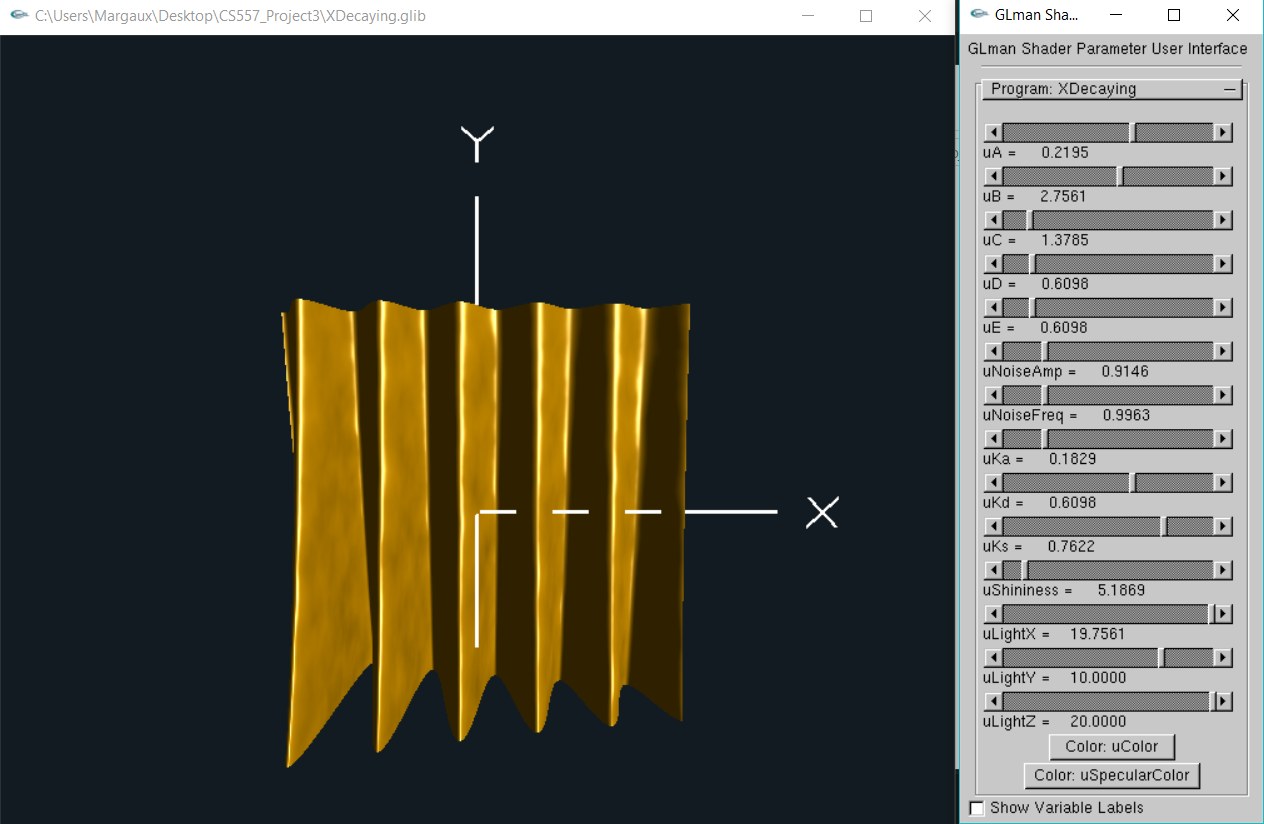 C:\Users\Margaux\Desktop\CS557_Project3\XDecaying.glib
GLman Sha...
GLman Shader Parameter User Interface
Program: XDecaying
uA = 0.2195
uB = 2.7561
uC = 1.3785
uD = 0.6098
uE = 0.6098
uNoiseAmp = 0.9146
uNoiseFreq = 0.9963
uKa = 0.1829
uKd = 0.6098
uKs = 0.7622
uShininess = 5.1869
uLightX = 19.7561
uLightY = 10.0000
uLightZ = 20.0000
Color: uColor
Color: uSpecularColor
Show Variable Labels
Y
X